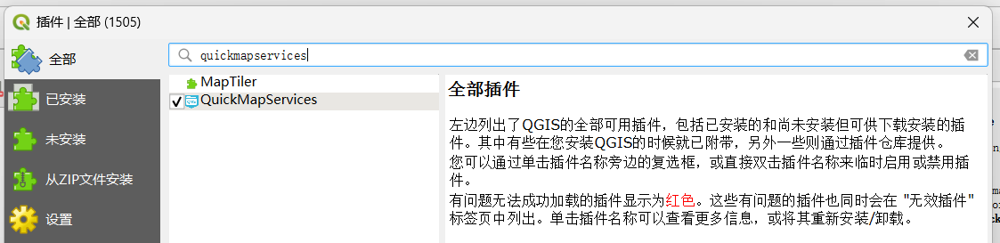 插件 | 全部 (1505)
全部
quickmapservices
已安装
未安装
从ZIP文件安装
设置
MapTiler
QuickMapServices
全部插件
左边列出了QGIS的全部可用插件，包括已安装的和尚未安装但可供下载安装的插
件。其中有些在您安装QGIS的时候就已附带，另外一些则通过插件仓库提供。
您可以通过单击插件名称旁边的复选框，或直接双击插件名称来临时启用或禁用插
件。
有问题无法成功加载的插件显示为红色。这些有问题的插件也同时会在 "无效插件"
标签页中列出。单击插件名称可以查看更多信息，或将其重新安装/卸载。